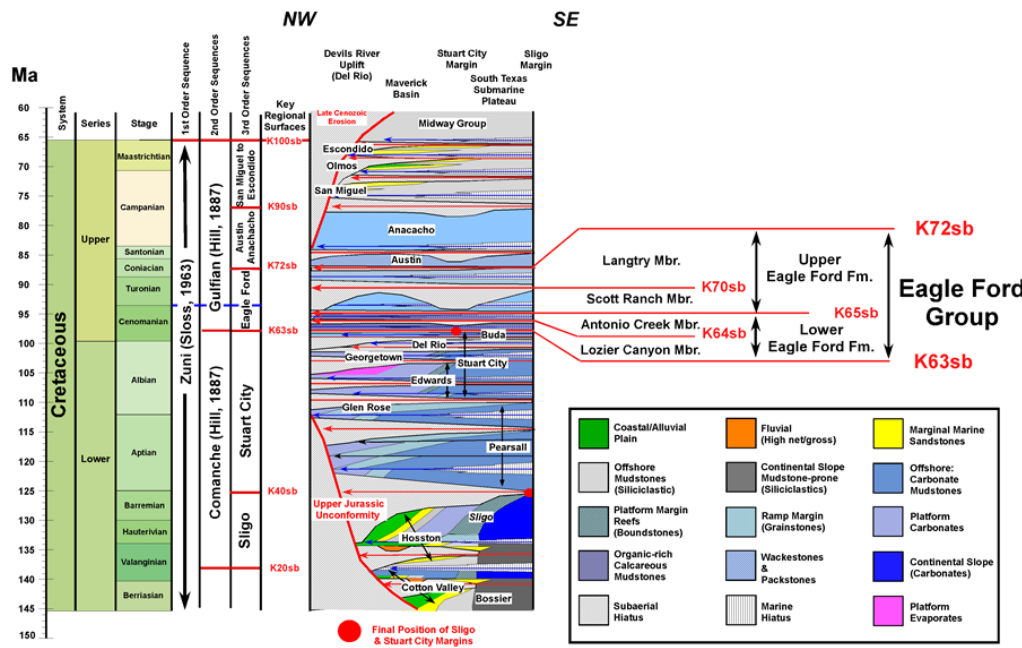 NW
SE
Devils River
Uplift
(Del Rio)
Maverick
Basin
Stuart City
Margin
South Texas
Submarine
Plateau
Sligo
Margin
Ma
System
Series
Stage
1st Order Sequence
2nd Order Sequences
3rd Order Sequences
Key
Regional
Surfaces
60
65
70
75
80
85
90
95
100
105
110
115
120
125
130
135
140
145
150
Cretaceous
Upper
Lower
Maastrichtian
Campanian
Santonian
Coniacian
Turonian
Cenomanian
Albian
Aptian
Barremian
Hauterivian
Valanginian
Berriasian
Zuni (Sloss, 1963)
Gulfian (Hill, 1887)
Comanche (Hill, 1887)
San Miguel to
Escondido
Austin
Anachacho
Eagle Ford
Stuart City
Sligo
K100sb
K90sb
K72sb
K63sb
K40sb
K20sb
Late Cenozoic
Erosion
Midway Group
Escondido
Olmos
San Miguel
Anacacho
Austin
Buda
Del Rio
Georgetown
Stuart City
Edwards
Glen Rose
Pearsall
Upper Jurassic
Unconformity
Sligo
Hosston
Cotton Valley
Bossier
Final Position of Sligo
& Stuart City Margins
K72sb
Langtry Mbr.
Upper
Eagle Ford Fm.
K70sb
Scott Ranch Mbr.
K65sb
Antonio Creek Mbr.
K64sb
Lower
Eagle Ford Fm.
Lozier Canyon Mbr.
K63sb
Eagle Ford
Group
Coastal/Alluvial
Plain
Fluvial
(High net/gross)
Marginal Marine
Sandstones
Offshore
Mudstones
(Siliciclastic)
Continental Slope
Mudstone-prone
(Siliciclastics)
Offshore:
Carbonate
Mudstones
Platform Margin
Reefs
(Boundstones)
Ramp Margin
(Grainstones)
Platform
Carbonates
Organic-rich
Calcareous
Mudstones
Wackestones
&
Packstones
Continental Slope
(Carbonates)
Subaerial
Hiatus
Marine
Hiatus
Platform
Evaporites